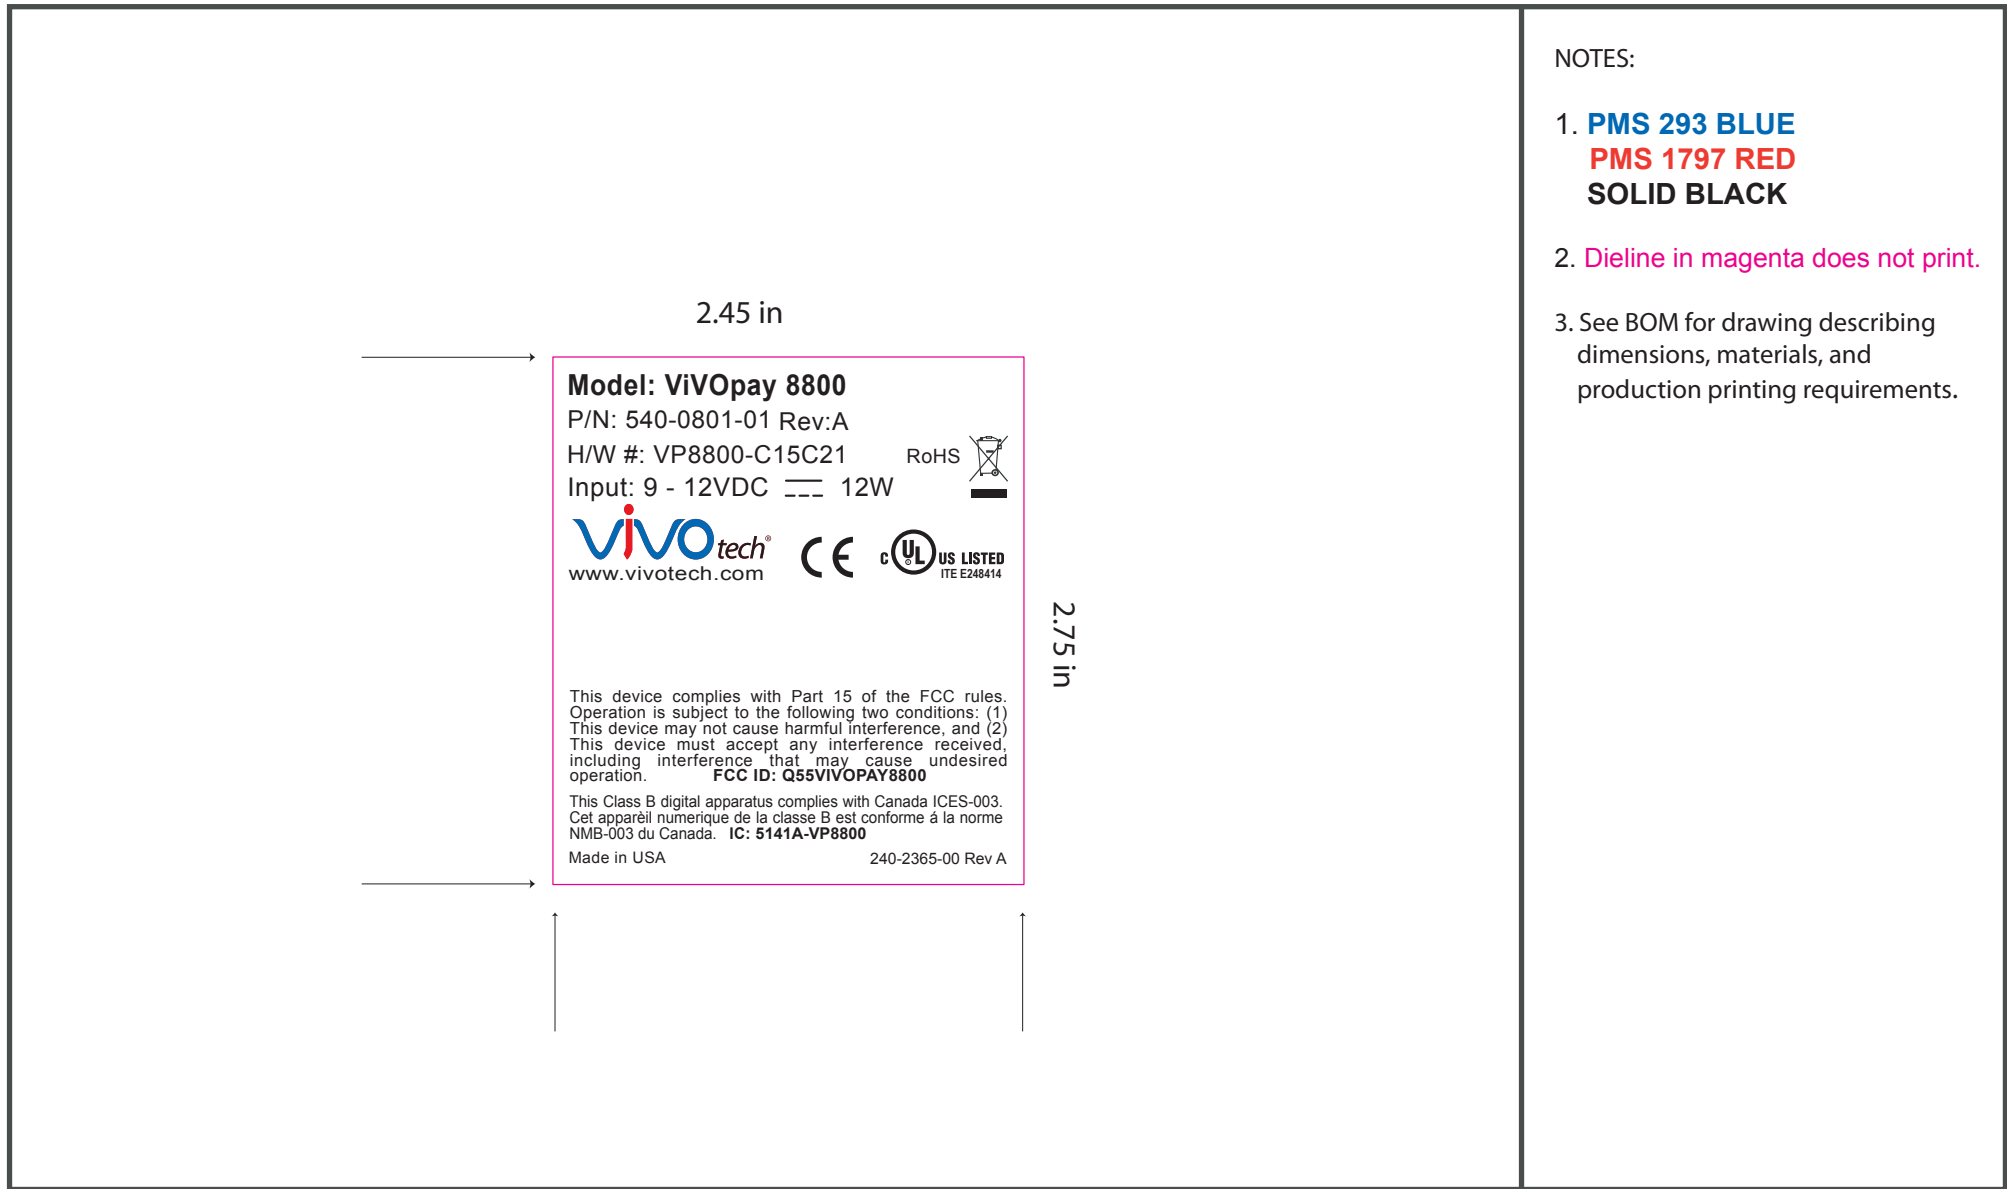 2.45 in
Model: ViVOpay 8800
P/N: 540-0801-01 Rev:A
H/W #: VP8800-C15C21
RoHS
Input: 9 - 12VDC 12W
ViVOtech®
www.vivotech.com
CE
C UL US LISTED
ITE E248414
2.75 in
This device complies with Part 15 of the FCC rules.
Operation is subject to the following two conditions: (1)
This device may not cause harmful interference, and (2)
This device must accept any interference received,
including interference that may cause undesired
operation. FCC ID: Q55VIVOPAY8800
This Class B digital apparatus complies with Canada ICES-003.
Cet apparèil numerique de la classe B est conforme á la norme
NMB-003 du Canada. IC: 5141A-VP8800
Made in USA 240-2365-00 Rev A
NOTES:
1. PMS 293 BLUE
PMS 1797 RED
SOLID BLACK
2. Dieline in magenta does not print.
3. See BOM for drawing describing
dimensions, materials, and
production printing requirements.